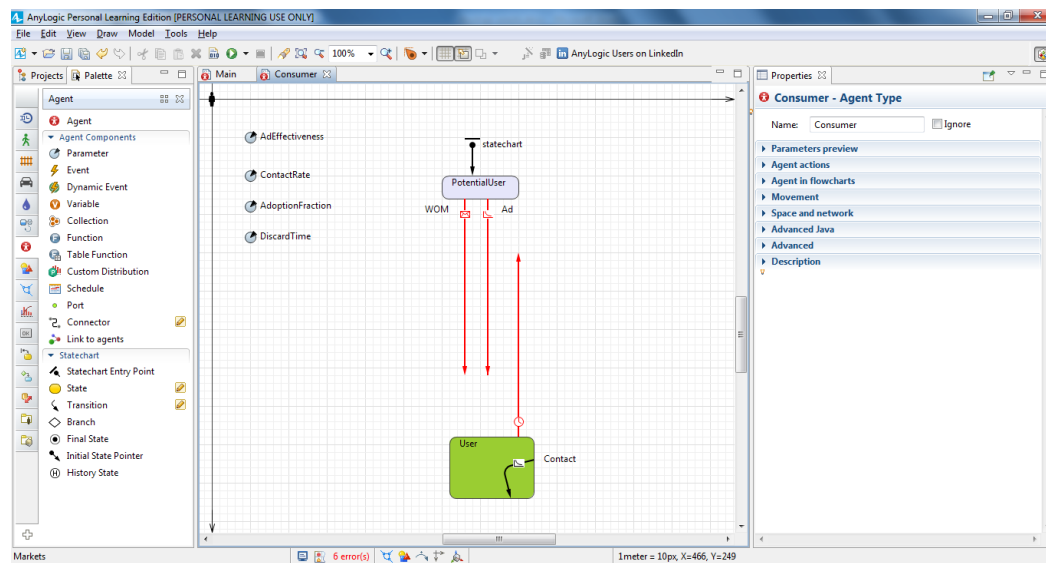 AnyLogic Personal Learning Edition [PERSONAL LEARNING USE ONLY]
File Edit View Draw Model Tools Help
100% AnyLogic Users on LinkedIn
Projects Palette
Main Consumer
Properties
Agent
Agent
Agent Components
Parameter
Event
Dynamic Event
Variable
Collection
Function
Table Function
Custom Distribution
Schedule
Port
Connector
Link to agents
Statechart
Statechart Entry Point
State
Transition
Branch
Final State
Initial State Pointer
History State
AdEffectiveness
ContactRate
AdoptionFraction
DiscardTime
statechart
PotentialUser
WOM Ad
User
Contact
Consumer - Agent Type
Name: Consumer Ignore
Parameters preview
Agent actions
Agent in flowcharts
Movement
Space and network
Advanced Java
Advanced
Description
Markets
6 error(s)
1meter = 10px, X=466, Y=249